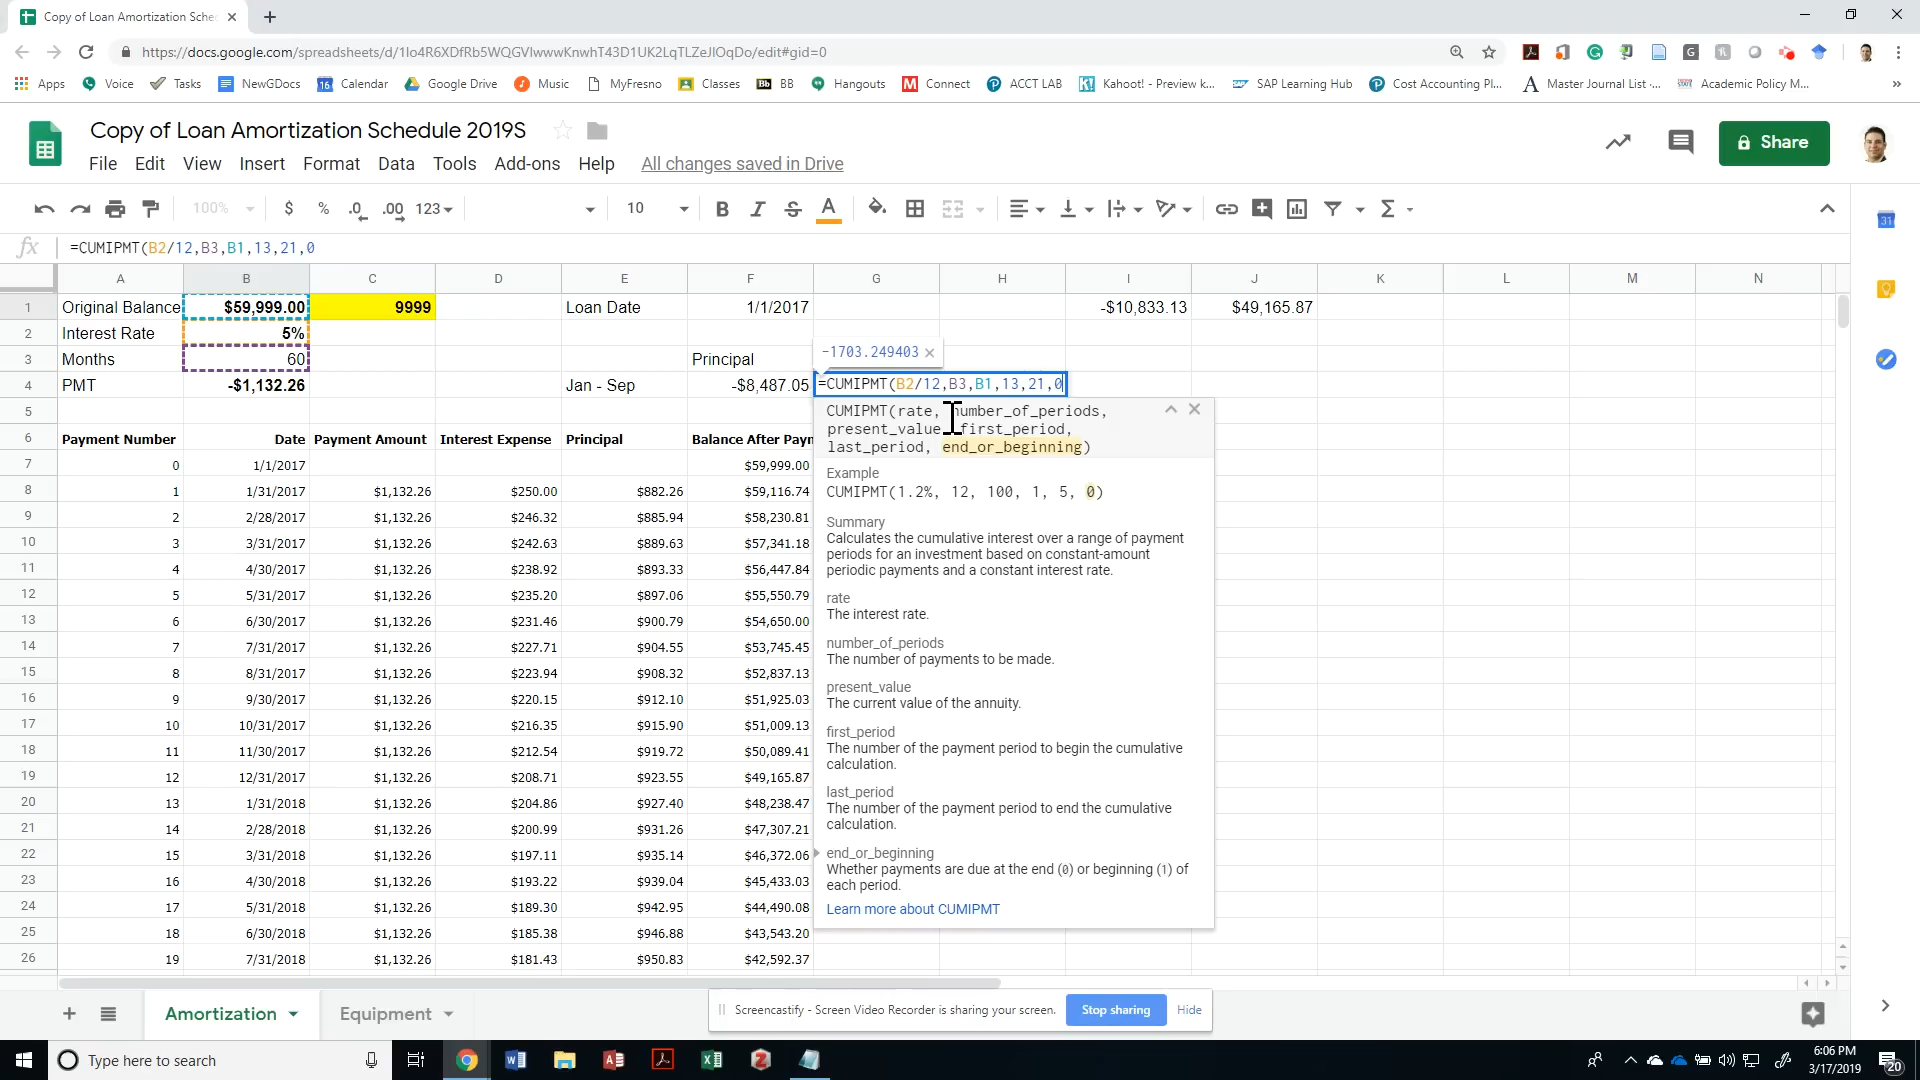 Copy of Loan Amortization Sche
https://docs.google.com/spreadsheets/d/1Io4R6XDfRb5WQGVIwwwKnwhT43D1UK2LqTLZeJIOqDo/edit#gid=0
Apps Voice Tasks NewGDocs Calendar Google Drive Music MyFresno Classes Bb BB Hangouts Connect ACCT LAB Kahoot! - Preview k... SAP Learning Hub Cost Accounting Pl... Master Journal List -... Academic Policy M... »
Copy of Loan Amortization Schedule 2019S
Share
File Edit View Insert Format Data Tools Add-ons Help All changes saved in Drive
100% $ % .0 .00 123 10 B I S A Σ
31
fx =CUMIPMT(B2/12,B3,B1,13,21,0
A B C D E F G H I J K L M N
1 Original Balance $59,999.00 9999 Loan Date 1/1/2017 -$10,833.13 $49,165.87
2 Interest Rate 5%
3 Months 60 Principal -1703.249403 ×
4 PMT -$1,132.26 Jan - Sep -$8,487.05 =CUMIPMT(B2/12,B3,B1,13,21,0
5
6 Payment Number Date Payment Amount Interest Expense Principal Balance After Payn
7 0 1/1/2017 $59,999.00
8 1 1/31/2017 $1,132.26 $250.00 $882.26 $59,116.74
9 2 2/28/2017 $1,132.26 $246.32 $885.94 $58,230.81
10 3 3/31/2017 $1,132.26 $242.63 $889.63 $57,341.18
11 4 4/30/2017 $1,132.26 $238.92 $893.33 $56,447.84
12 5 5/31/2017 $1,132.26 $235.20 $897.06 $55,550.79
13 6 6/30/2017 $1,132.26 $231.46 $900.79 $54,650.00
14 7 7/31/2017 $1,132.26 $227.71 $904.55 $53,745.45
15 8 8/31/2017 $1,132.26 $223.94 $908.32 $52,837.13
16 9 9/30/2017 $1,132.26 $220.15 $912.10 $51,925.03
17 10 10/31/2017 $1,132.26 $216.35 $915.90 $51,009.13
18 11 11/30/2017 $1,132.26 $212.54 $919.72 $50,089.41
19 12 12/31/2017 $1,132.26 $208.71 $923.55 $49,165.87
20 13 1/31/2018 $1,132.26 $204.86 $927.40 $48,238.47
21 14 2/28/2018 $1,132.26 $200.99 $931.26 $47,307.21
22 15 3/31/2018 $1,132.26 $197.11 $935.14 $46,372.06
23 16 4/30/2018 $1,132.26 $193.22 $939.04 $45,433.03
24 17 5/31/2018 $1,132.26 $189.30 $942.95 $44,490.08
25 18 6/30/2018 $1,132.26 $185.38 $946.88 $43,543.20
26 19 7/31/2018 $1,132.26 $181.43 $950.83 $42,592.37
CUMIPMT(rate, number_of_periods,
present_value, first_period,
last_period, end_or_beginning)
Example
CUMIPMT(1.2%, 12, 100, 1, 5, 0)
Summary
Calculates the cumulative interest over a range of payment
periods for an investment based on constant-amount
periodic payments and a constant interest rate.
rate
The interest rate.
number_of_periods
The number of payments to be made.
present_value
The current value of the annuity.
first_period
The number of the payment period to begin the cumulative
calculation.
last_period
The number of the payment period to end the cumulative
calculation.
end_or_beginning
Whether payments are due at the end (0) or beginning (1) of
each period.
Learn more about CUMIPMT
Amortization Equipment
Screencastify - Screen Video Recorder is sharing your screen. Stop sharing Hide
Type here to search
6:06 PM
3/17/2019
20